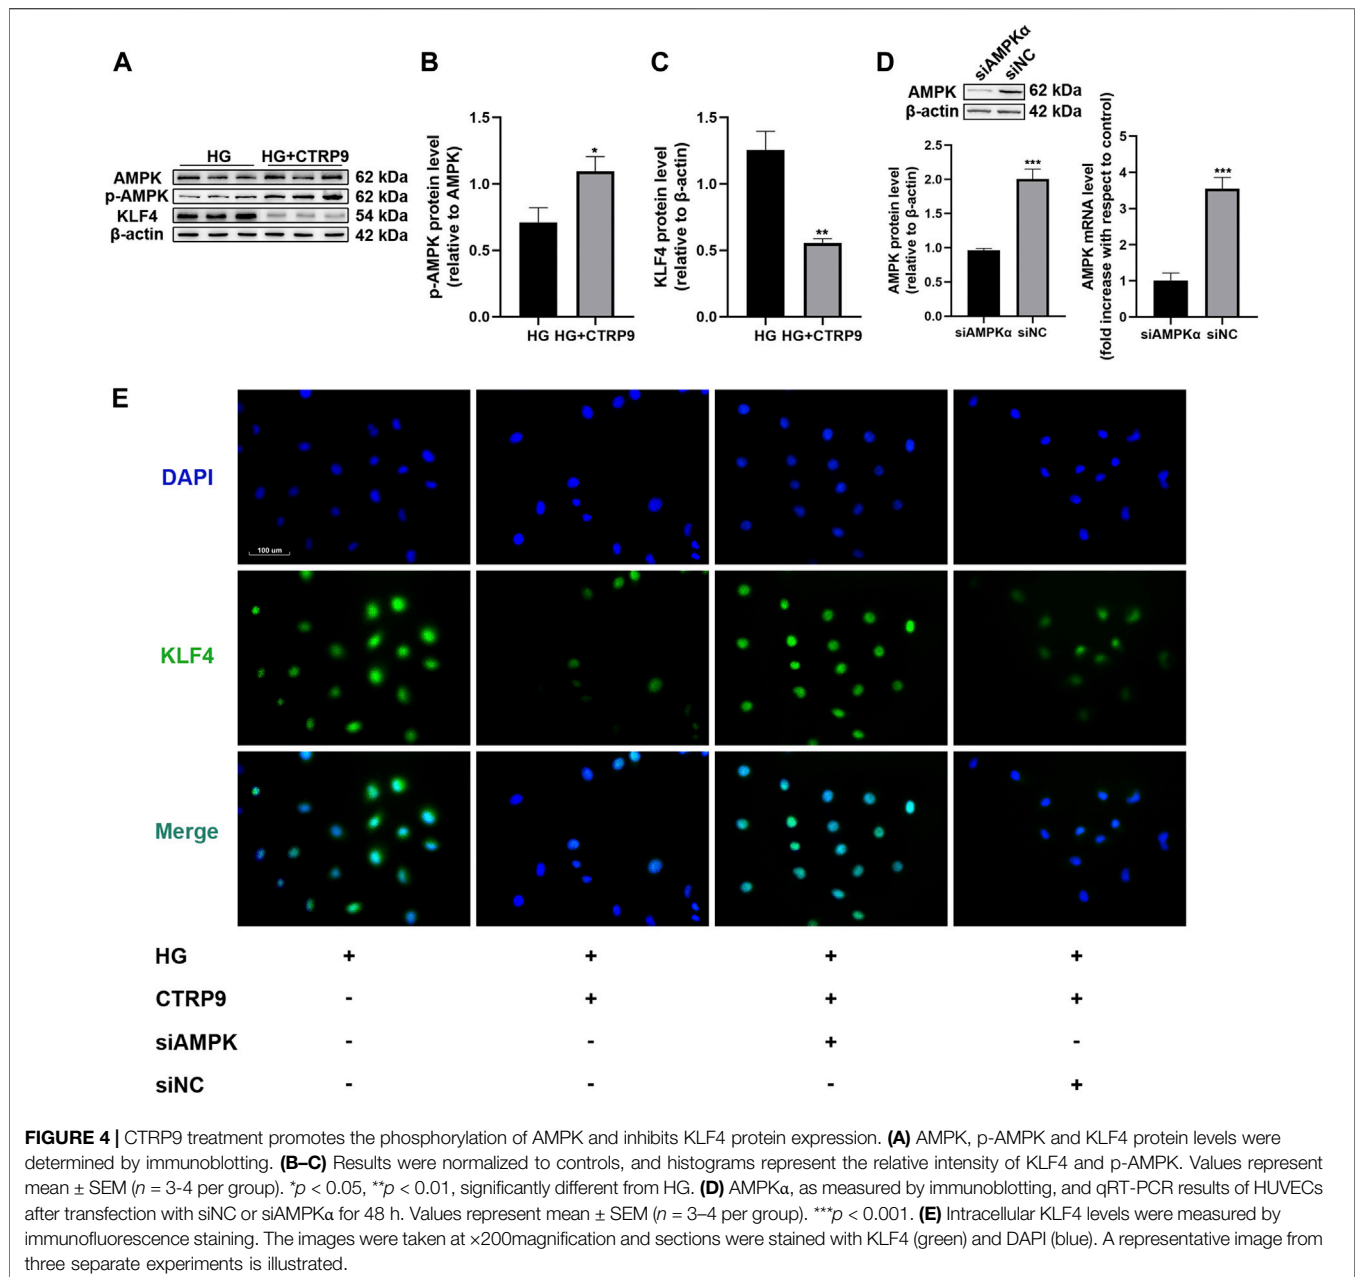 A
HG HG+CTRP9
AMPK 62 kDa
p-AMPK 62 kDa
KLF4 54 kDa
β-actin 42 kDa
B
p-AMPK protein level
(relative to AMPK)
1.5
1.0
0.5
0.0
*
HG HG+CTRP9
C
KLF4 protein level
(relative to β-actin)
1.5
1.0
0.5
0.0
**
HG HG+CTRP9
D
siAMPKα
siNC
AMPK 62 kDa
β-actin 42 kDa
AMPK protein level
(relative to β-actin)
2.5
2.0
1.5
1.0
0.5
0.0
***
siAMPKα siNC
AMPK mRNA level
(fold increase with respect to control)
5
4
3
2
1
0
***
siAMPKα siNC
E
DAPI
100 um
KLF4
Merge
HG + + + +
CTRP9 - + + +
siAMPK - - + -
siNC - - - +
FIGURE 4 | CTRP9 treatment promotes the phosphorylation of AMPK and inhibits KLF4 protein expression. (A) AMPK, p-AMPK and KLF4 protein levels were
determined by immunoblotting. (B–C) Results were normalized to controls, and histograms represent the relative intensity of KLF4 and p-AMPK. Values represent
mean ± SEM (n = 3-4 per group). *p < 0.05, **p < 0.01, significantly different from HG. (D) AMPKα, as measured by immunoblotting, and qRT-PCR results of HUVECs
after transfection with siNC or siAMPKα for 48 h. Values represent mean ± SEM (n = 3–4 per group). ***p < 0.001. (E) Intracellular KLF4 levels were measured by
immunofluorescence staining. The images were taken at ×200magnification and sections were stained with KLF4 (green) and DAPI (blue). A representative image from
three separate experiments is illustrated.